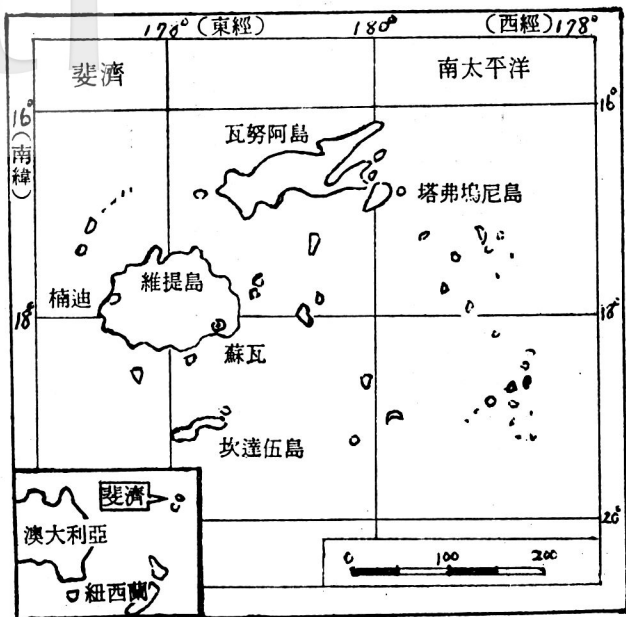 170° (東經) 180° (西經) 178°
斐濟 南太平洋
16° 16°
(南緯)
瓦努阿島
塔弗塢尼島
維提島
楠迪
18° 18°
蘇瓦
坎達伍島
斐濟
20°
澳大利亞
0 100 200
紐西蘭